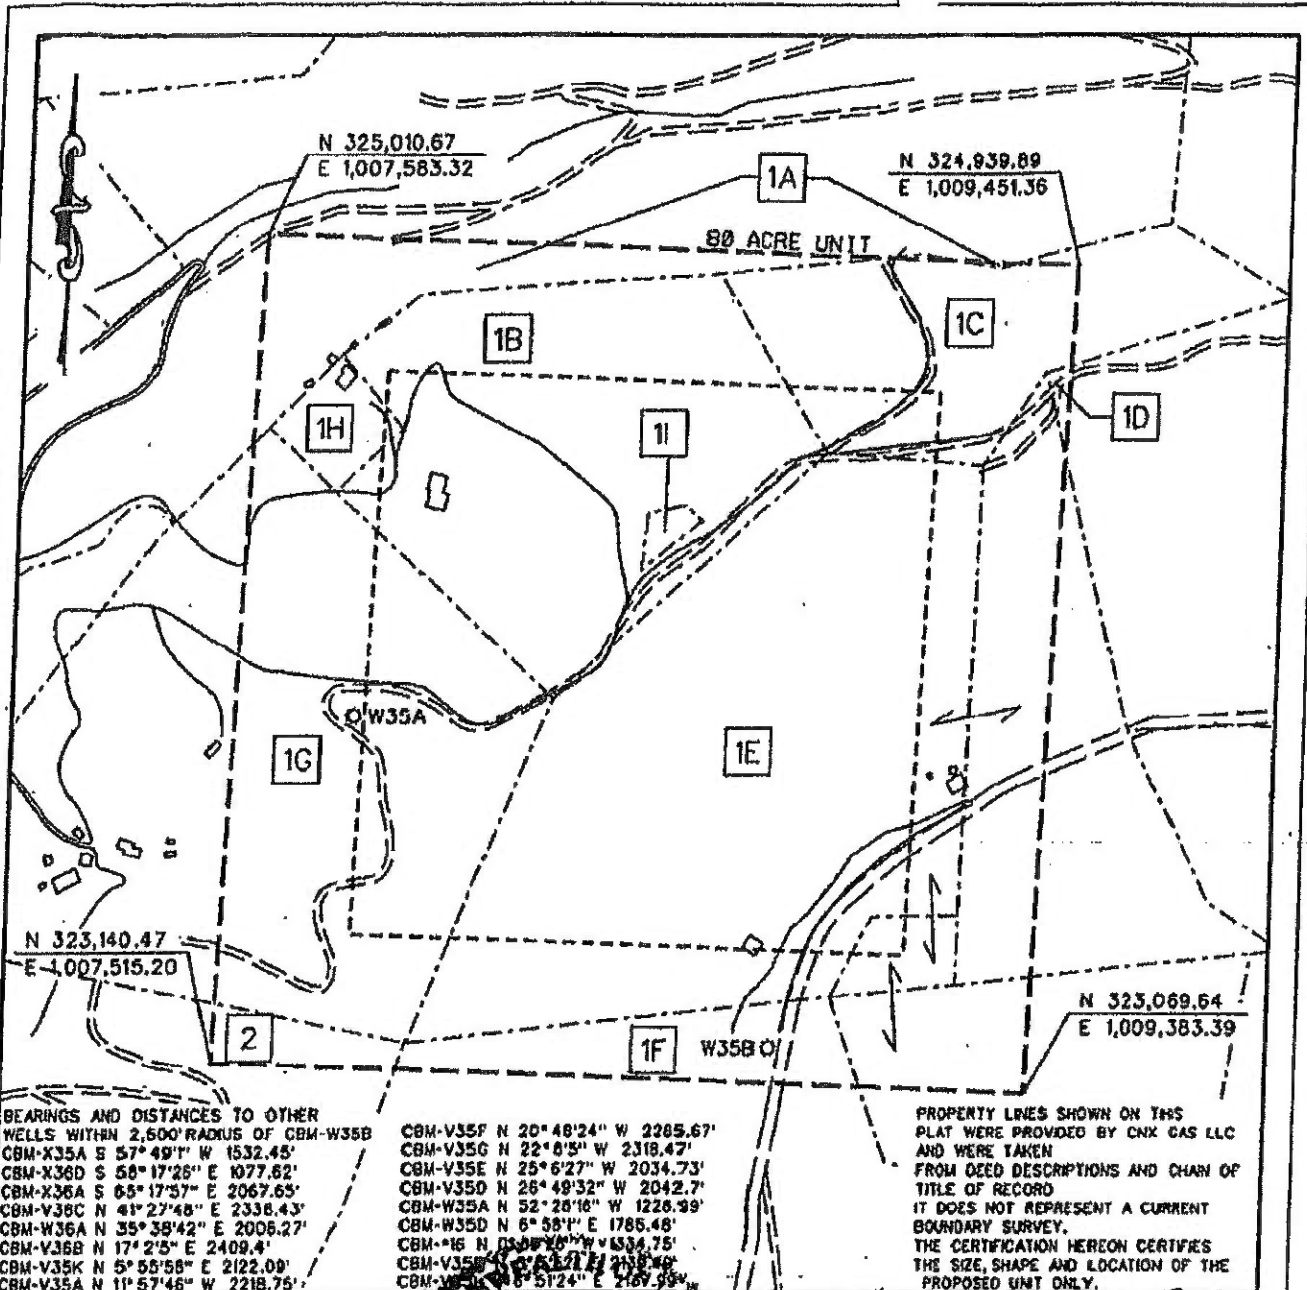 N 325,010.67
E 1,007,583.32
1A
N 324,939.89
E 1,009,451.36
80 ACRE UNIT
1B
1C
1H
1I
1D
W35A
1G
1E
N 323,140.47
E 1,007,515.20
2
1F
W35B
N 323,069.64
E 1,009,383.39
BEARINGS AND DISTANCES TO OTHER
WELLS WITHIN 2,500' RADIUS OF CBM-W35B
CBM-X35A S 57°49'1" W 1532.45'
CBM-X36D S 58°17'26" E 1077.62'
CBM-X36A S 65°17'57" E 2067.65'
CBM-V36C N 41°27'48" E 2336.43'
CBM-W36A N 35°38'42" E 2006.27'
CBM-V36B N 17°2'5" E 2409.4'
CBM-V35K N 5°55'58" E 2122.09'
CBM-V35A N 11°57'46" W 2218.75'
CBM-V35F N 20°48'24" W 2265.67'
CBM-V35G N 22°8'5" W 2318.47'
CBM-V35E N 25°6'27" W 2034.73'
CBM-V35D N 26°49'32" W 2042.7'
CBM-W35A N 52°28'16" W 1226.99'
CBM-W35D N 6°58'1" E 1785.48'
N W 1334.75'
51'24" E
PROPERTY LINES SHOWN ON THIS
PLAT WERE PROVIDED BY CNX GAS LLC
AND WERE TAKEN
FROM DEED DESCRIPTIONS AND CHAIN OF
TITLE OF RECORD
IT DOES NOT REPRESENT A CURRENT
BOUNDARY SURVEY.
THE CERTIFICATION HEREON CERTIFIES
THE SIZE, SHAPE AND LOCATION OF THE
PROPOSED UNIT ONLY.